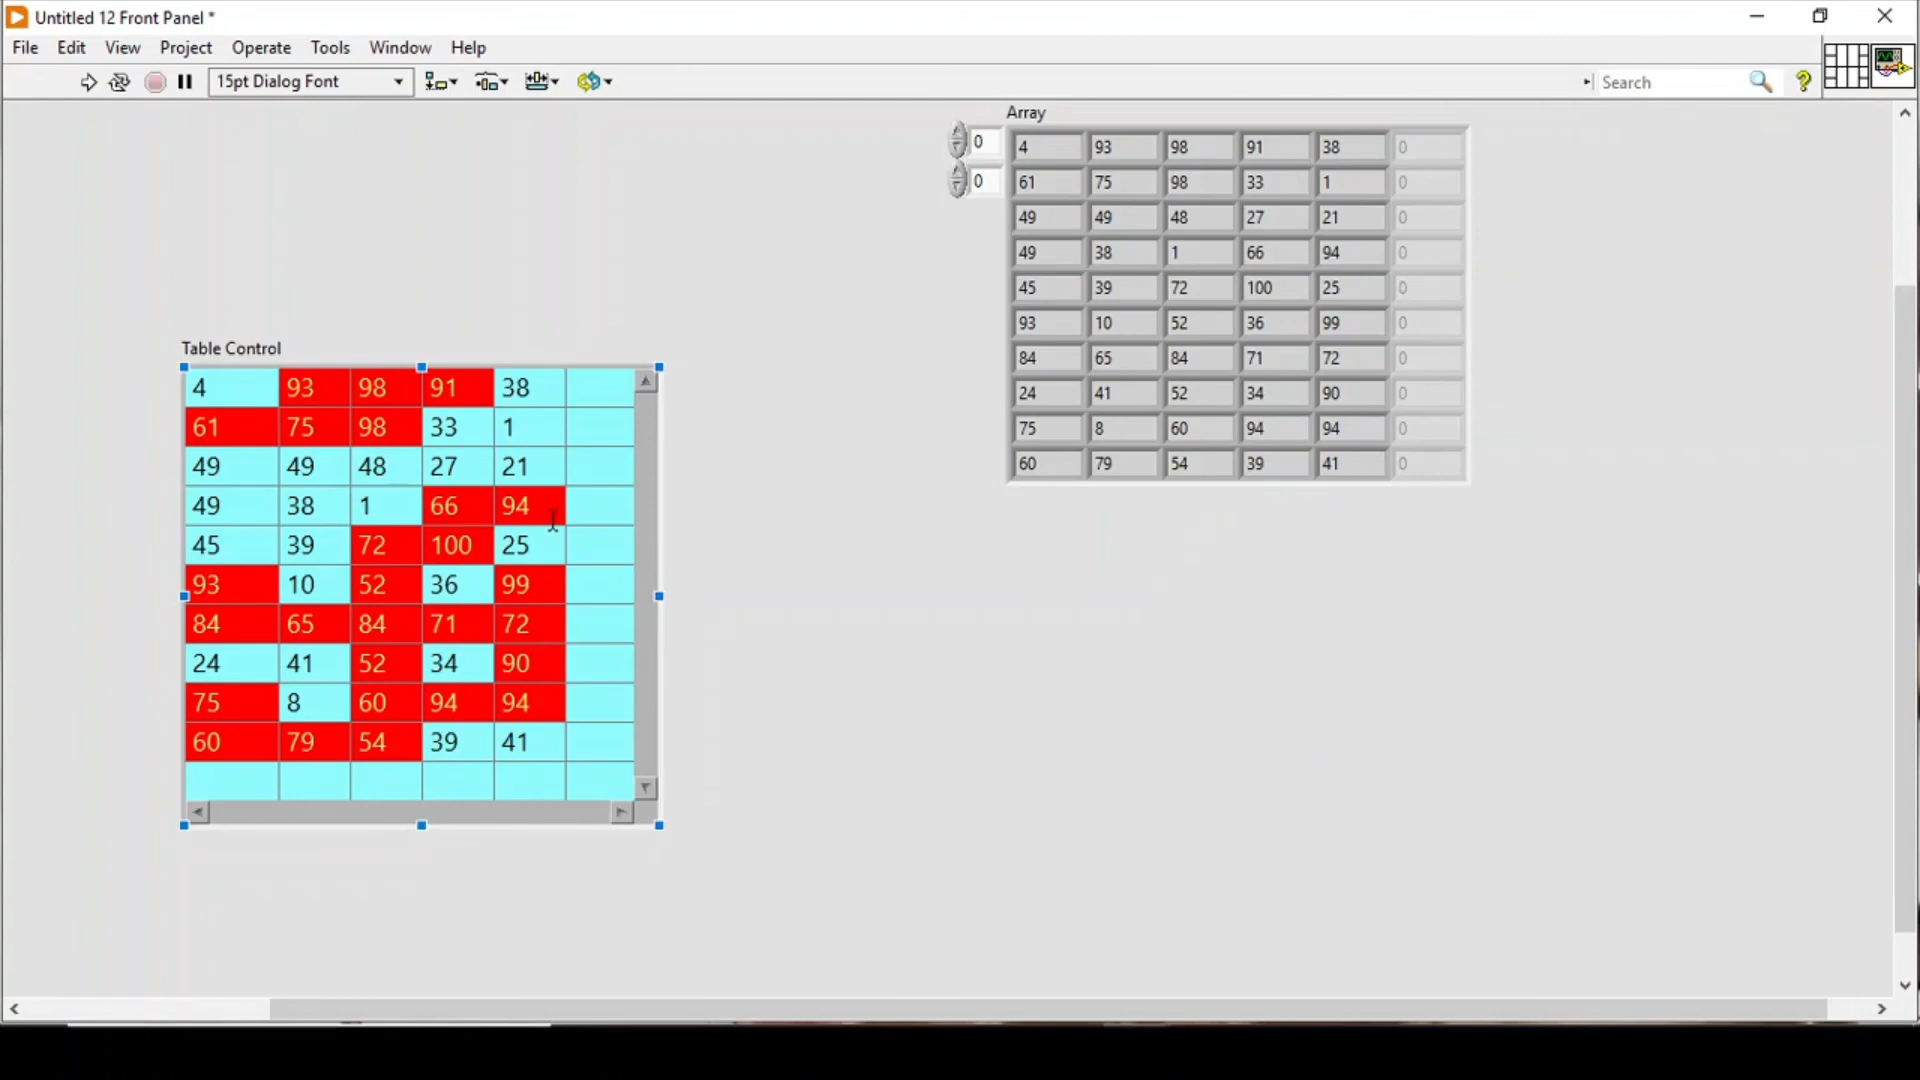 Untitled 12 Front Panel *
File Edit View Project Operate Tools Window Help
15pt Dialog Font Search ?
Array
0 4 93 98 91 38 0
0 61 75 98 33 1 0
49 49 48 27 21 0
49 38 1 66 94 0
45 39 72 100 25 0
93 10 52 36 99 0
84 65 84 71 72 0
24 41 52 34 90 0
75 8 60 94 94 0
60 79 54 39 41 0
Table Control
4 93 98 91 38
61 75 98 33 1
49 49 48 27 21
49 38 1 66 94
45 39 72 100 25
93 10 52 36 99
84 65 84 71 72
24 41 52 34 90
75 8 60 94 94
60 79 54 39 41